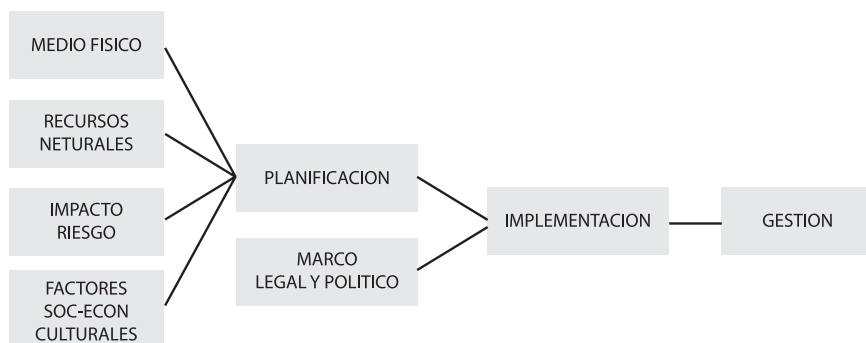 MEDIO FISICO
RECURSOS
NETURALES
IMPACTO
RIESGO
FACTORES
SOC-ECON
CULTURALES
PLANIFICACION
MARCO
LEGAL Y POLITICO
IMPLEMENTACION
GESTION